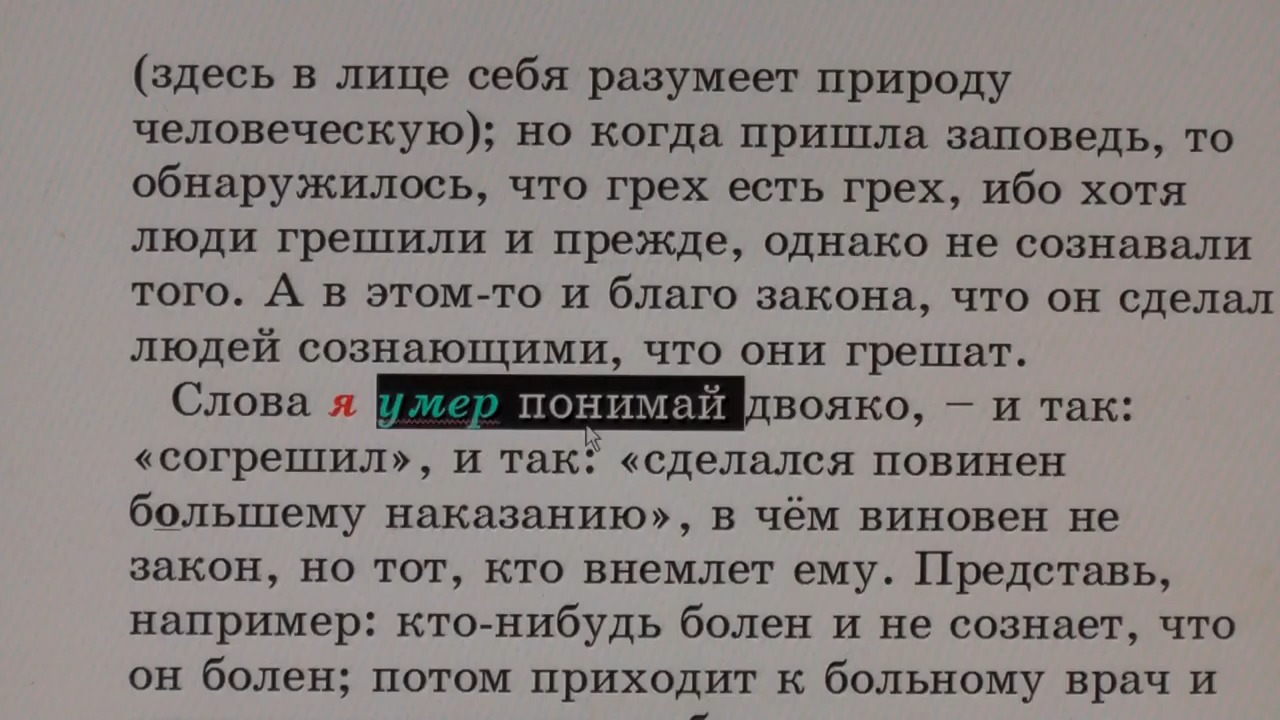 (здесь в лице себя разумеет природу
человеческую); но когда пришла заповедь, то
обнаружилось, что грех есть грех, ибо хотя
люди грешили и прежде, однако не сознавали
того. А в этом-то и благо закона, что он сделал
людей сознающими, что они грешат.
Слова я умер понимай двояко, – и так:
«согрешил», и так: «сделался повинен
большему наказанию», в чём виновен не
закон, но тот, кто внемлет ему. Представь,
например: кто-нибудь болен и не сознает, что
он болен; потом приходит к больному врач и